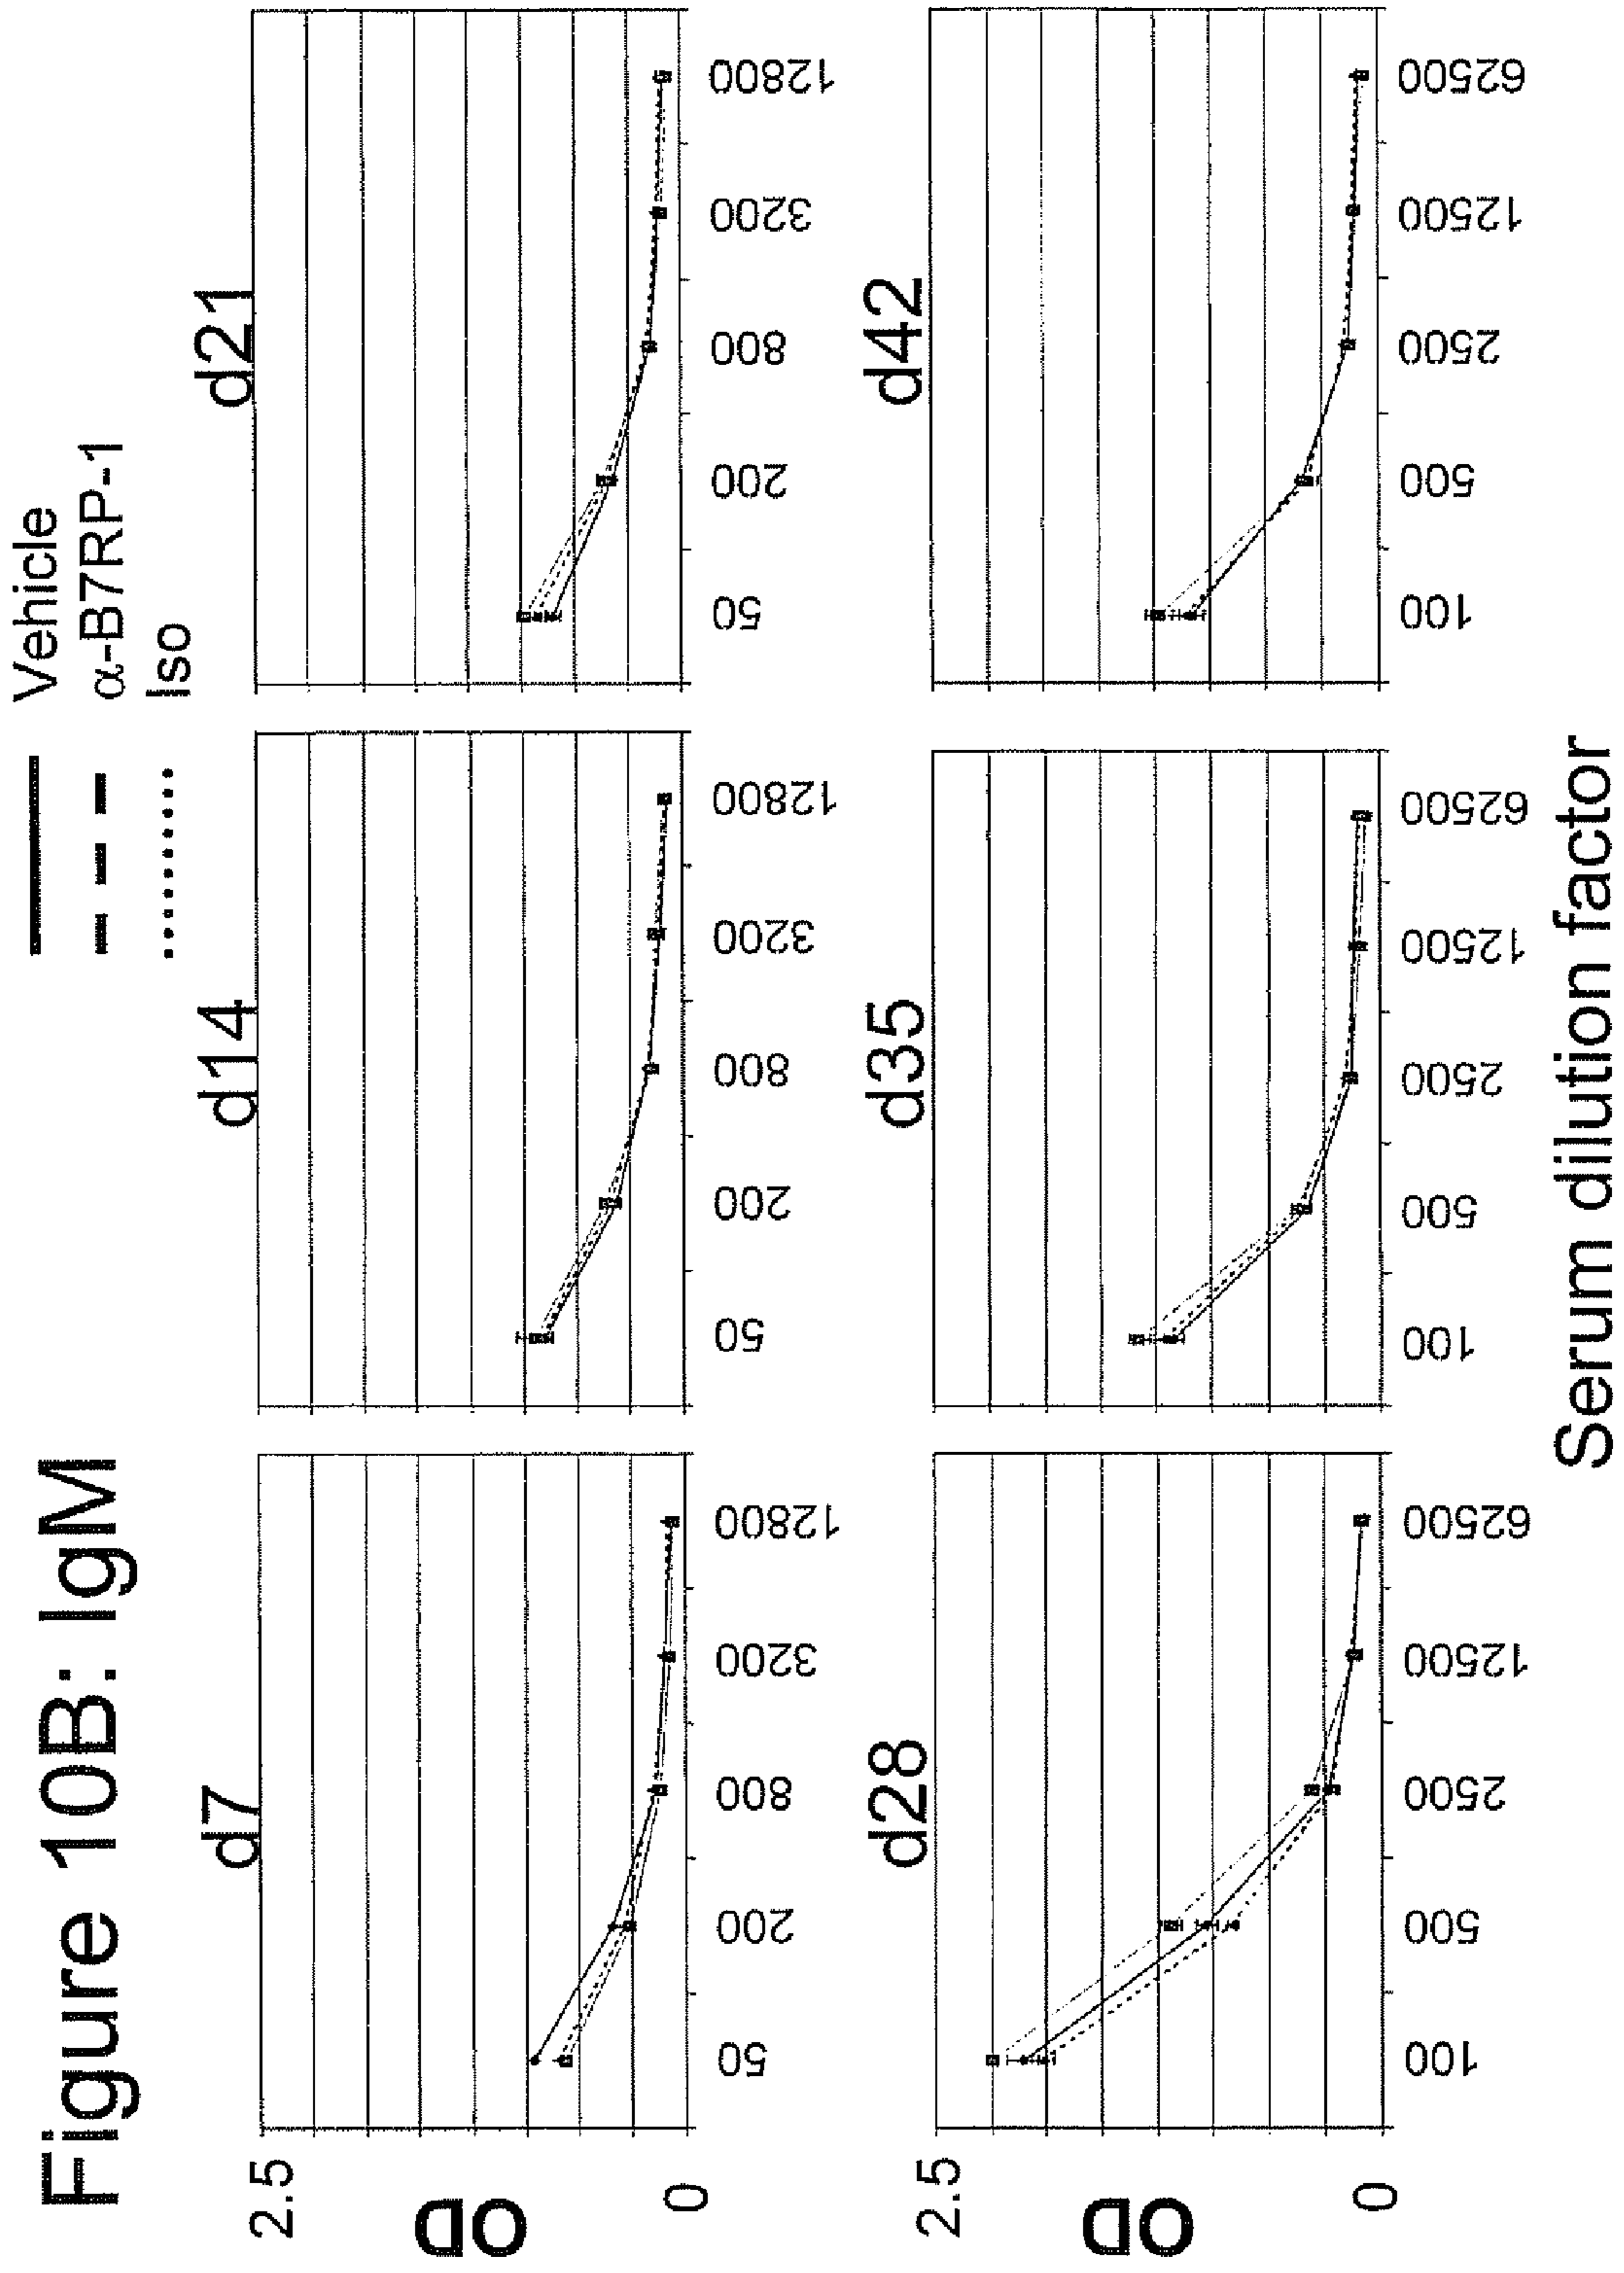 Figure 10B: IgM
Vehicle
α-B7RP-1
Iso
d7
d14
d21
2.5
OD
0
50
200
800
3200
12800
50
200
800
3200
12800
50
200
800
3200
12800
d28
d35
d42
2.5
OD
0
100
500
2500
12500
62500
100
500
2500
12500
62500
100
500
2500
12500
62500
Serum dilution factor